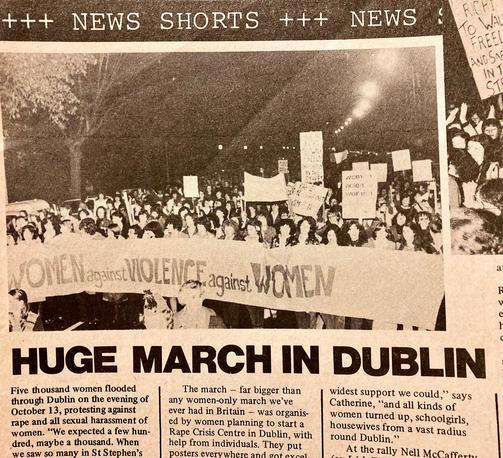 +++ NEWS SHORTS +++ NEWS
WOMEN against VIOLENCE against WOMEN
HUGE MARCH IN DUBLIN
Five thousand women flooded
through Dublin on the evening of
October 13, protesting against
rape and all sexual harassment of
women. "We expected a few hun-
dred, maybe a thousand. When
we saw so many in St Stephen's
The march – far bigger than
any women-only march we've
ever had in Britain – was organis-
ed by women planning to start a
Rape Crisis Centre in Dublin, with
help from individuals. They put
posters everywhere and got
widest support we could," says
Catherine, "and all kinds of
women turned up, schoolgirls,
housewives from a vast radius
round Dublin."
At the rally Nell McCafferty